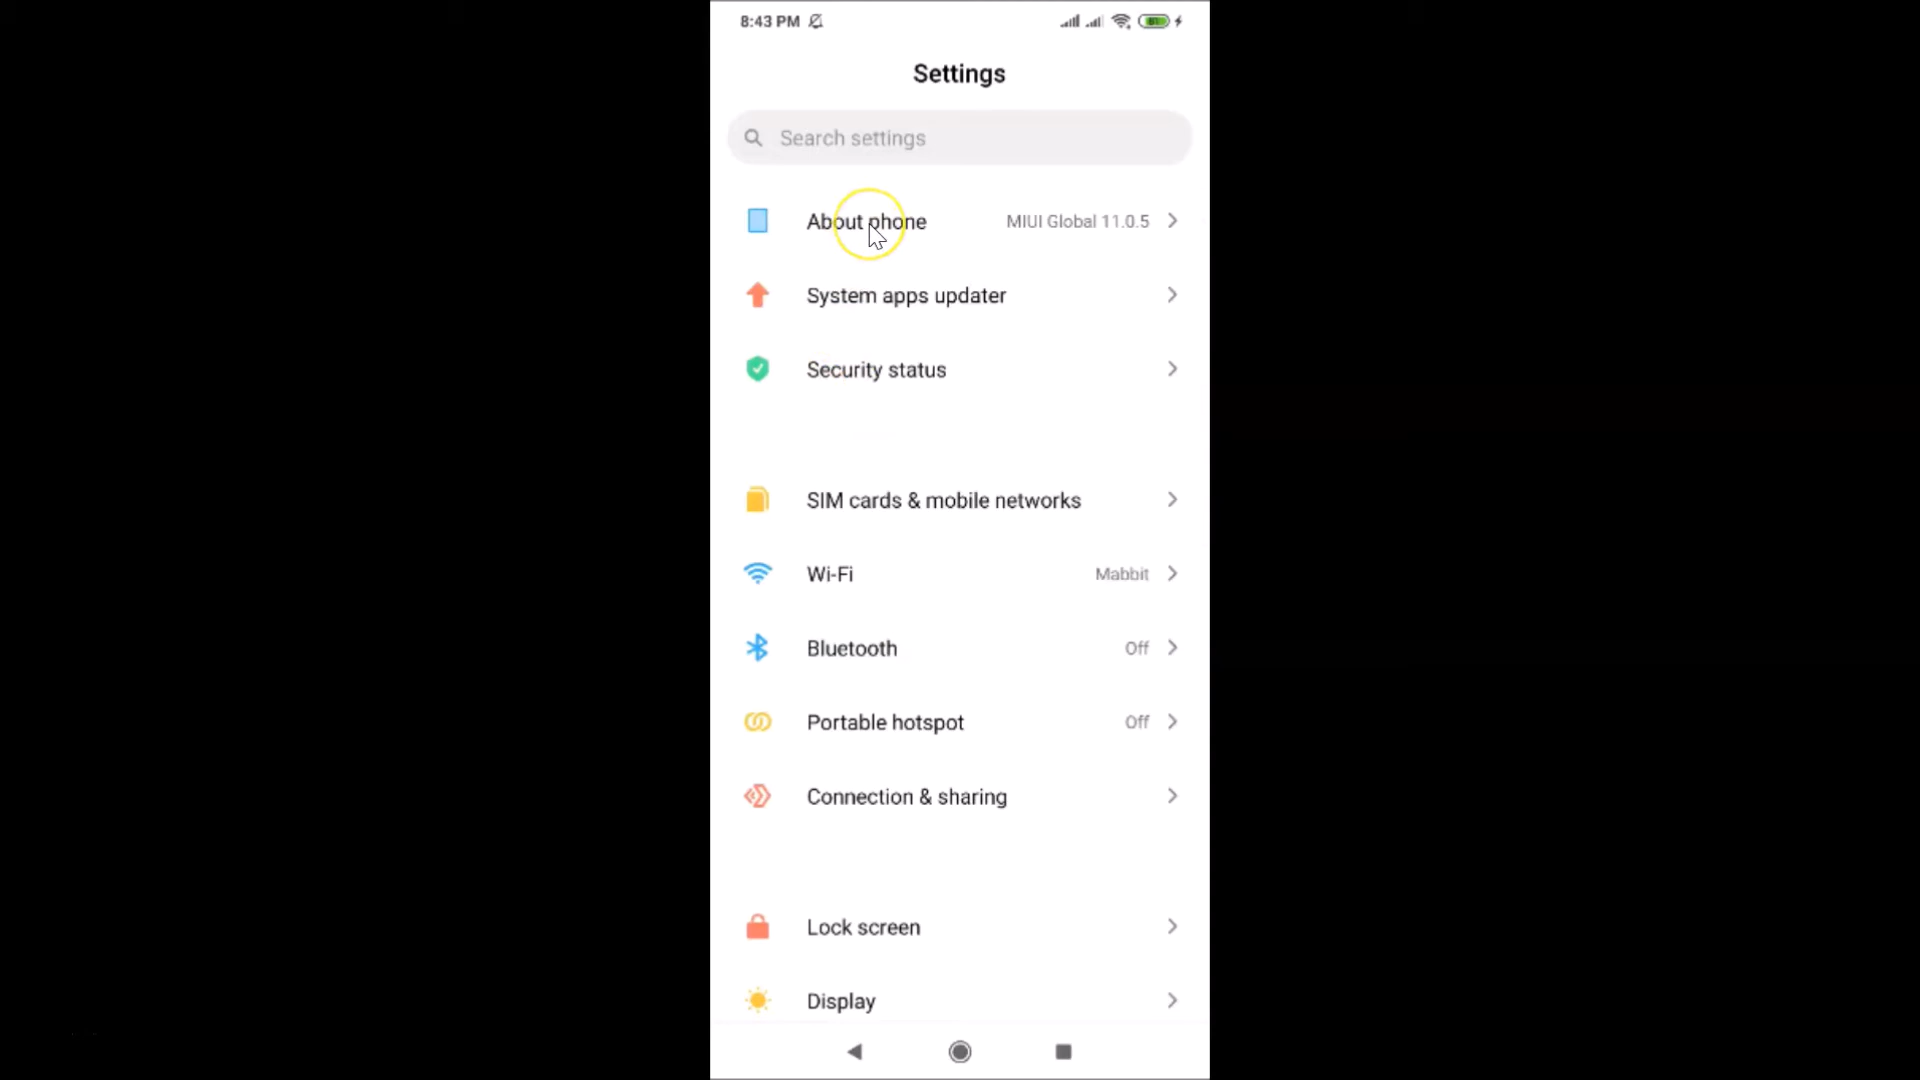 8:43 PM
Settings
Search settings
About phone MIUI Global 11.0.5
System apps updater
Security status
SIM cards & mobile networks
Wi-Fi Mabbit
Bluetooth Off
Portable hotspot Off
Connection & sharing
Lock screen
Display